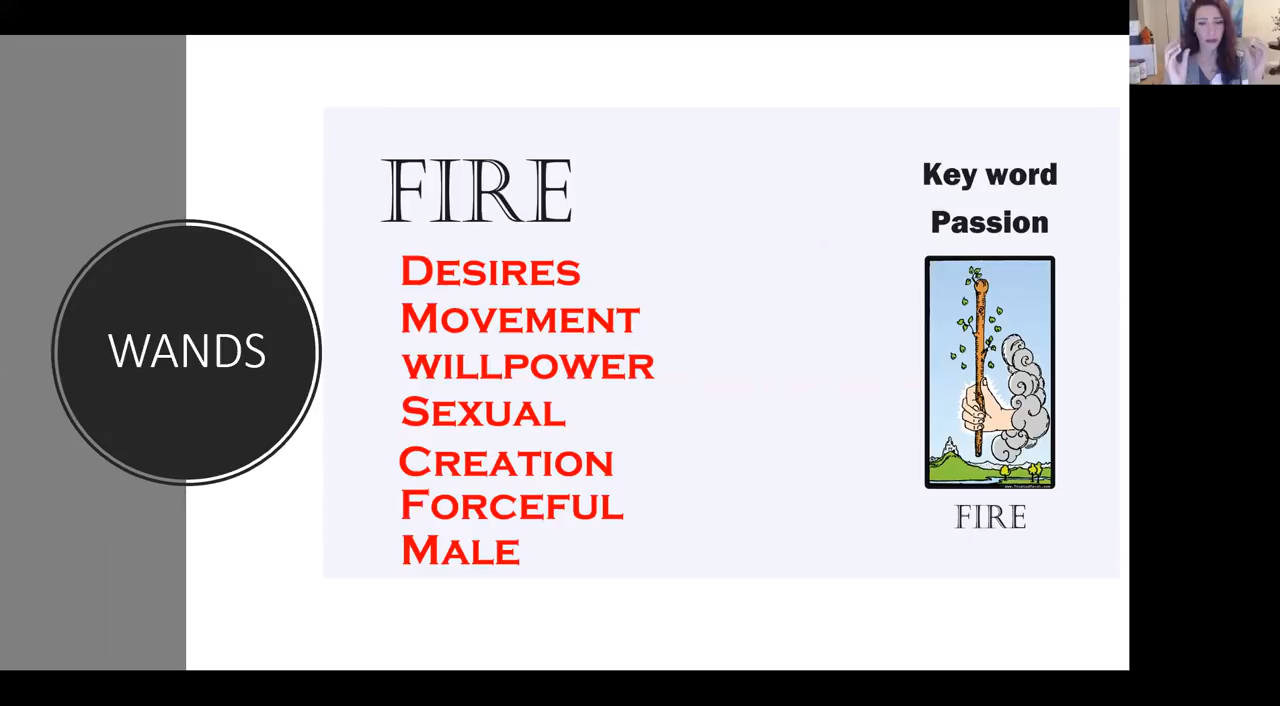 WANDS
FIRE
DESIRES
MOVEMENT
WILLPOWER
SEXUAL
CREATION
FORCEFUL
MALE
Key word
Passion
FIRE